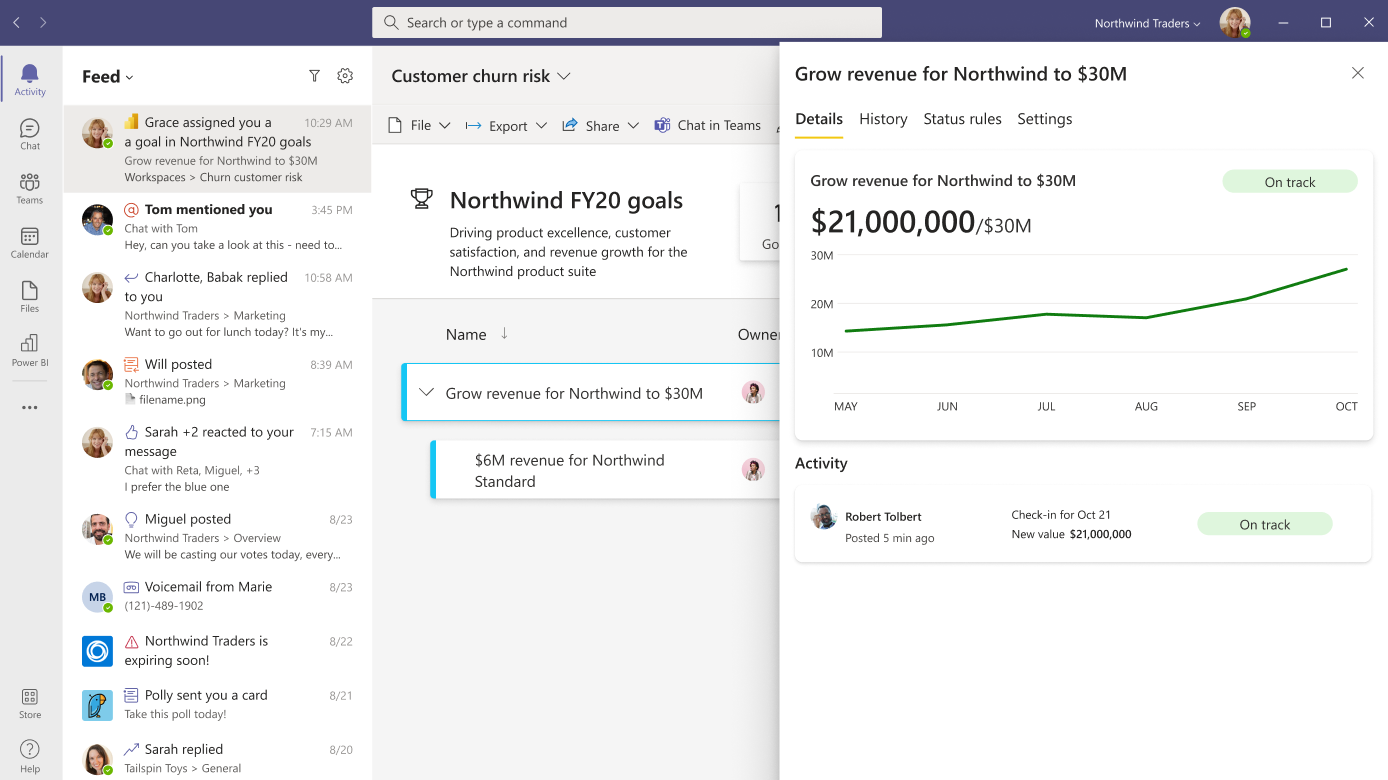 Search or type a command
Northwind Traders
Activity
Chat
Teams
Calendar
Files
Power BI
Store
Help
Feed
Grace assigned you a
10:29 AM
a goal in Northwind FY20 goals
Grow revenue for Northwind to $30M
Workspaces > Churn customer risk
Tom mentioned you
3:45 PM
Chat with Tom
Hey, can you take a look at this - need to...
Charlotte, Babak replied
10:58 AM
to you
Northwind Traders > Marketing
Want to go out for lunch today? It's my...
Will posted
8:39 AM
Northwind Traders > Marketing
filename.png
Sarah +2 reacted to your
7:15 AM
message
Chat with Reta, Miguel, +3
I prefer the blue one
Miguel posted
8/23
Northwind Traders > Overview
We will be casting our votes today, every...
MB
Voicemail from Marie
8/23
(121)-489-1902
Northwind Traders is
8/22
expiring soon!
Polly sent you a card
8/21
Take this poll today!
Sarah replied
8/20
Tailspin Toys > General
Customer churn risk
File
Export
Share
Chat in Teams
Northwind FY20 goals
Driving product excellence, customer
satisfaction, and revenue growth for the
Northwind product suite
1
Go
Name
Owne
Grow revenue for Northwind to $30M
$6M revenue for Northwind
Standard
Grow revenue for Northwind to $30M
Details
History
Status rules
Settings
Grow revenue for Northwind to $30M
On track
$21,000,000/$30M
30M
20M
10M
MAY
JUN
JUL
AUG
SEP
OCT
Activity
Robert Tolbert
Posted 5 min ago
Check-in for Oct 21
New value $21,000,000
On track